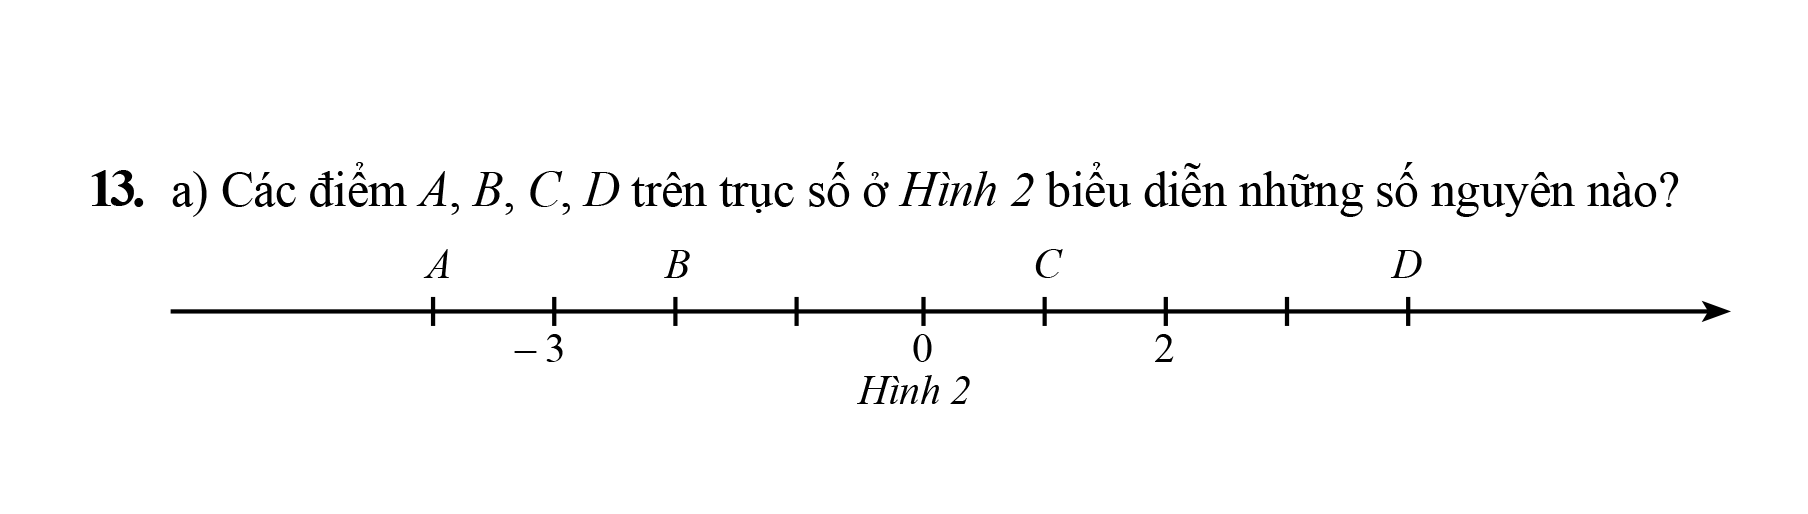 13. a) Các điểm A, B, C, D trên trục số ở Hình 2 biểu diễn những số nguyên nào?
A B C D
– 3 0 2
Hình 2